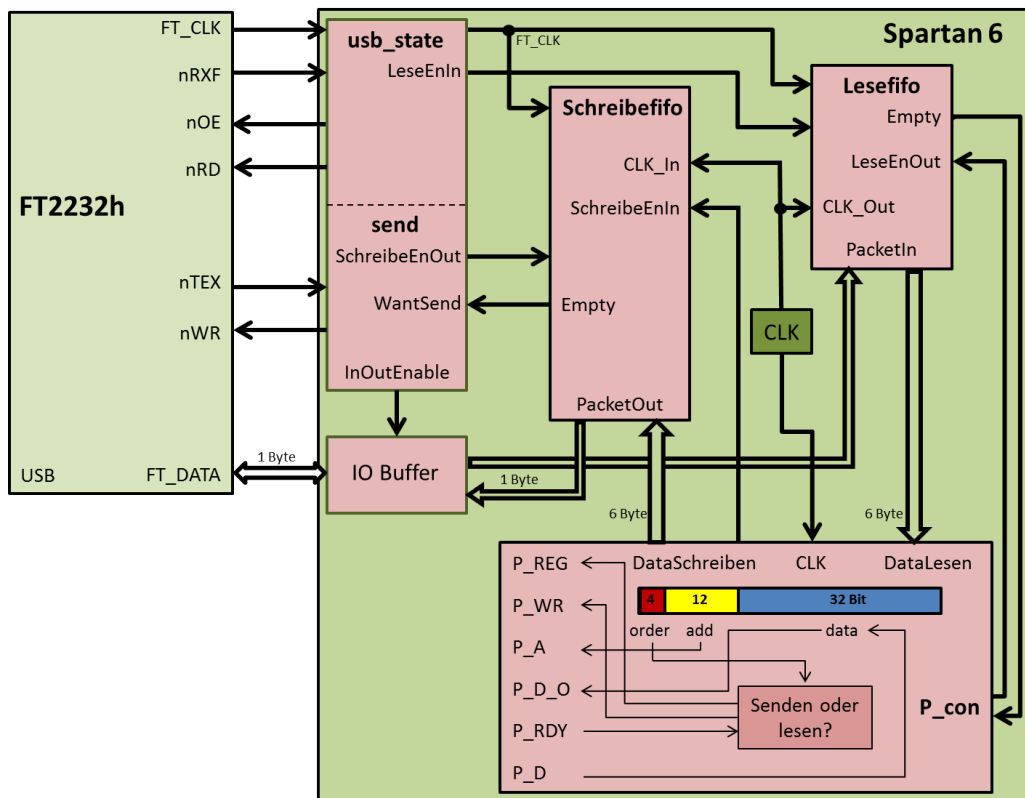 FT_CLK
nRXF
nOE
nRD
FT2232h
nTEX
nWR
USB
FT_DATA
1 Byte
Spartan 6
usb_state
LeseEnIn
send
SchreibeEnOut
WantSend
InOutEnable
IO Buffer
FT_CLK
Schreibefifo
CLK_In
SchreibeEnIn
Empty
PacketOut
1 Byte
6 Byte
Lesefifo
Empty
LeseEnOut
CLK_Out
PacketIn
CLK
6 Byte
P_REG
P_WR
P_A
P_D_O
P_RDY
P_D
DataSchreiben
CLK
DataLesen
4
12
32 Bit
order
add
data
Senden oder
lesen?
P_con